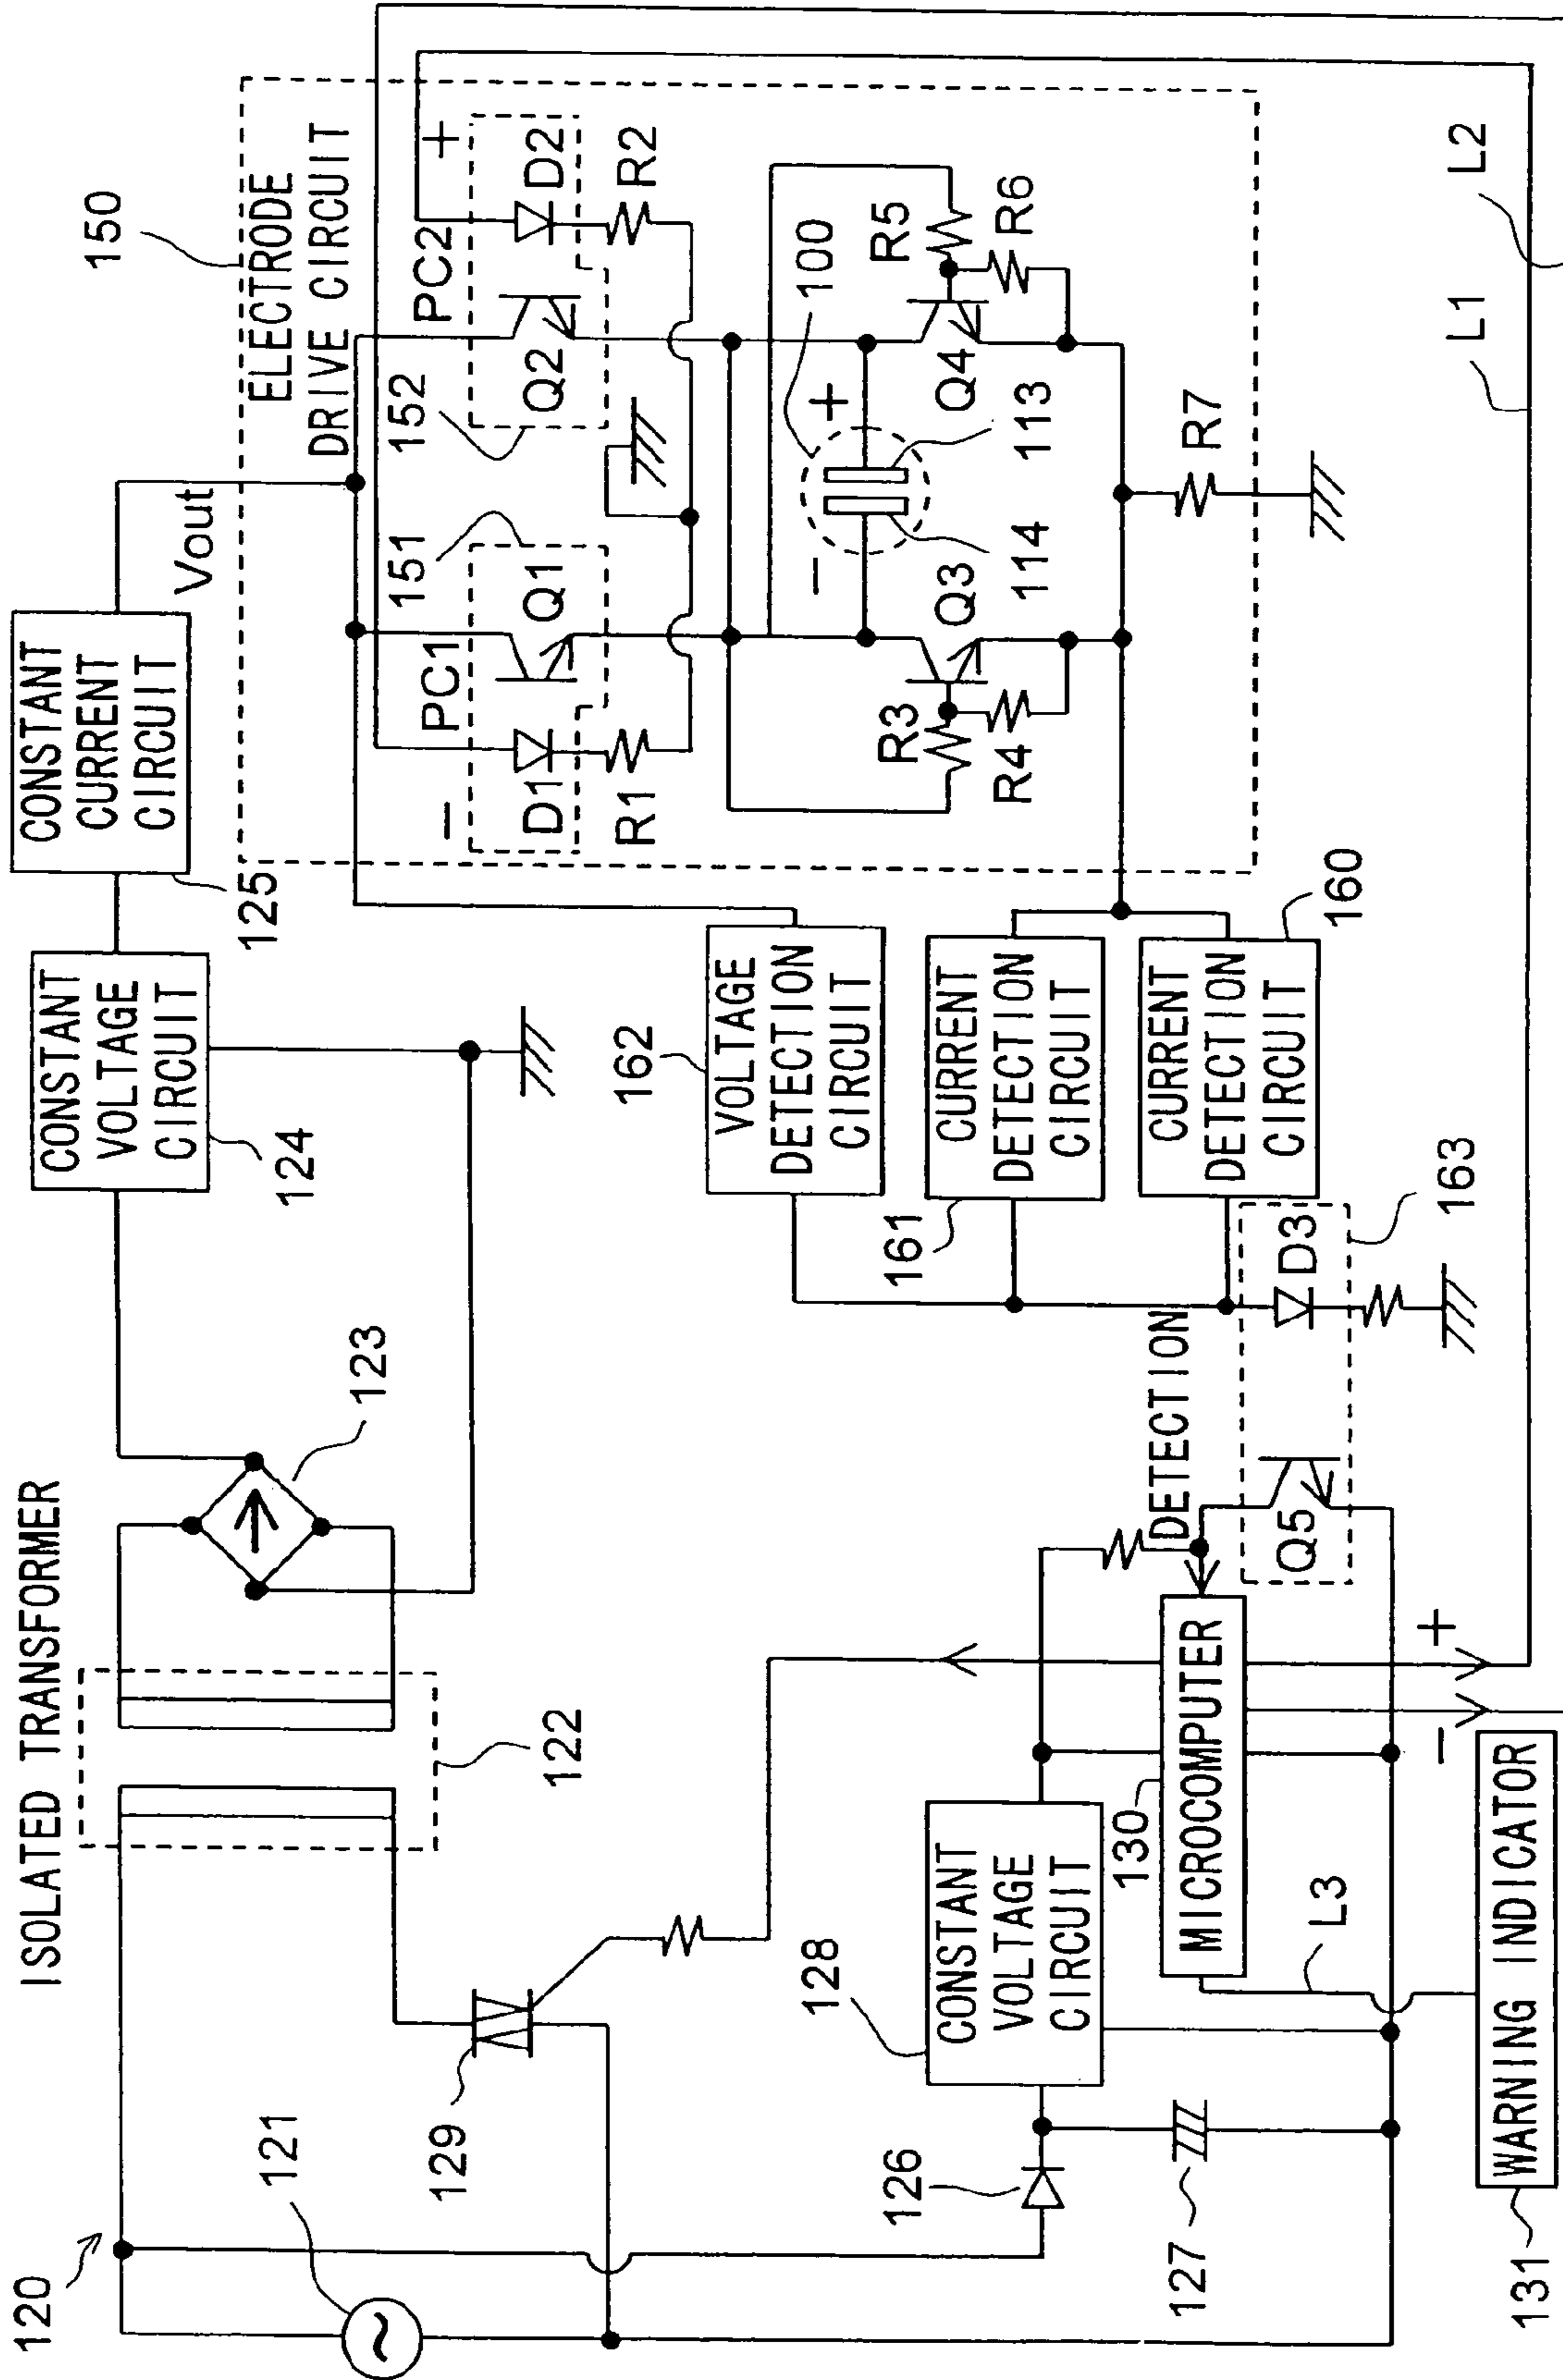 120
121
ISOLATED TRANSFORMER
122
123
CONSTANT
VOLTAGE
CIRCUIT
124
CONSTANT
CURRENT
CIRCUIT
125
Vout
150
ELECTRODE
DRIVE CIRCUIT
129
126
127
CONSTANT
VOLTAGE
CIRCUIT
128
MICROCOMPUTER
130
L3
WARNING INDICATOR
131
−
+
DETECTION
Q5
D3
163
VOLTAGE
DETECTION
CIRCUIT
162
CURRENT
DETECTION
CIRCUIT
161
CURRENT
DETECTION
CIRCUIT
160
−
PC1
151
D1
Q1
R1
152
PC2
+
Q2
D2
R2
100
−
+
R3
R4
Q3
114
113
Q4
R5
R6
R7
L1
L2